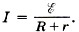 I = ℰ / (R + r).